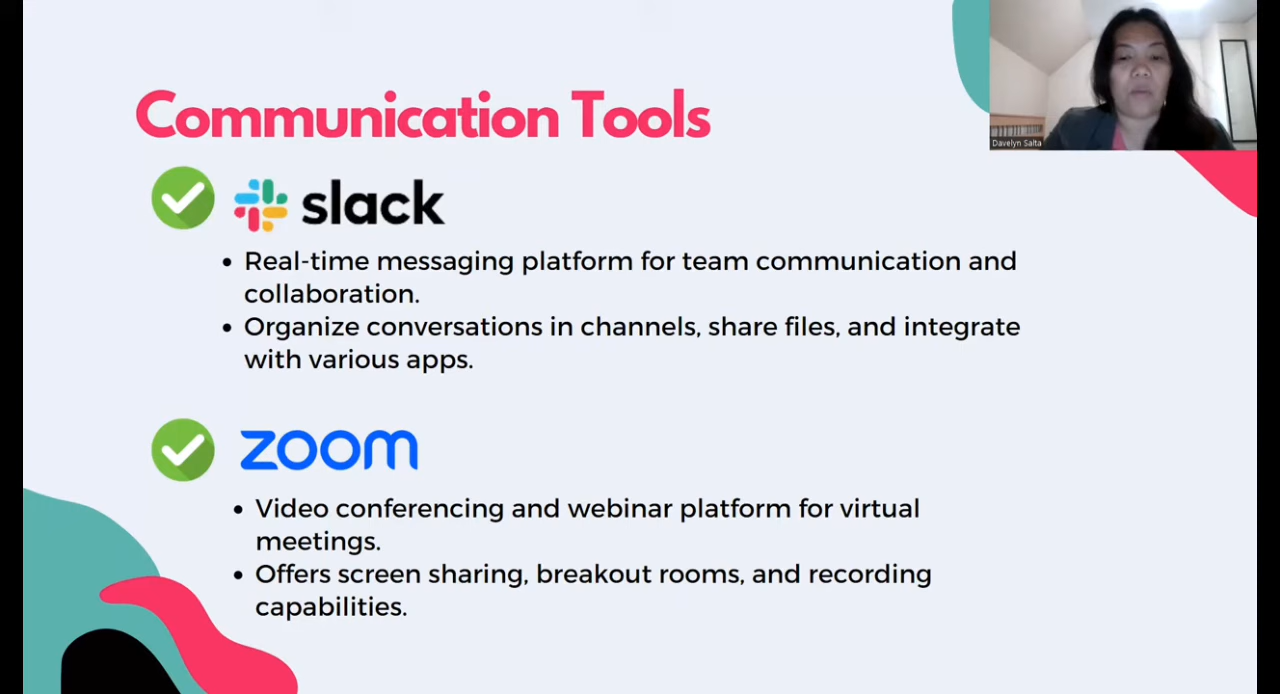 Communication Tools
Davelyn Salta
slack
Real-time messaging platform for team communication and
collaboration.
Organize conversations in channels, share files, and integrate
with various apps.
zoom
Video conferencing and webinar platform for virtual
meetings.
Offers screen sharing, breakout rooms, and recording
capabilities.